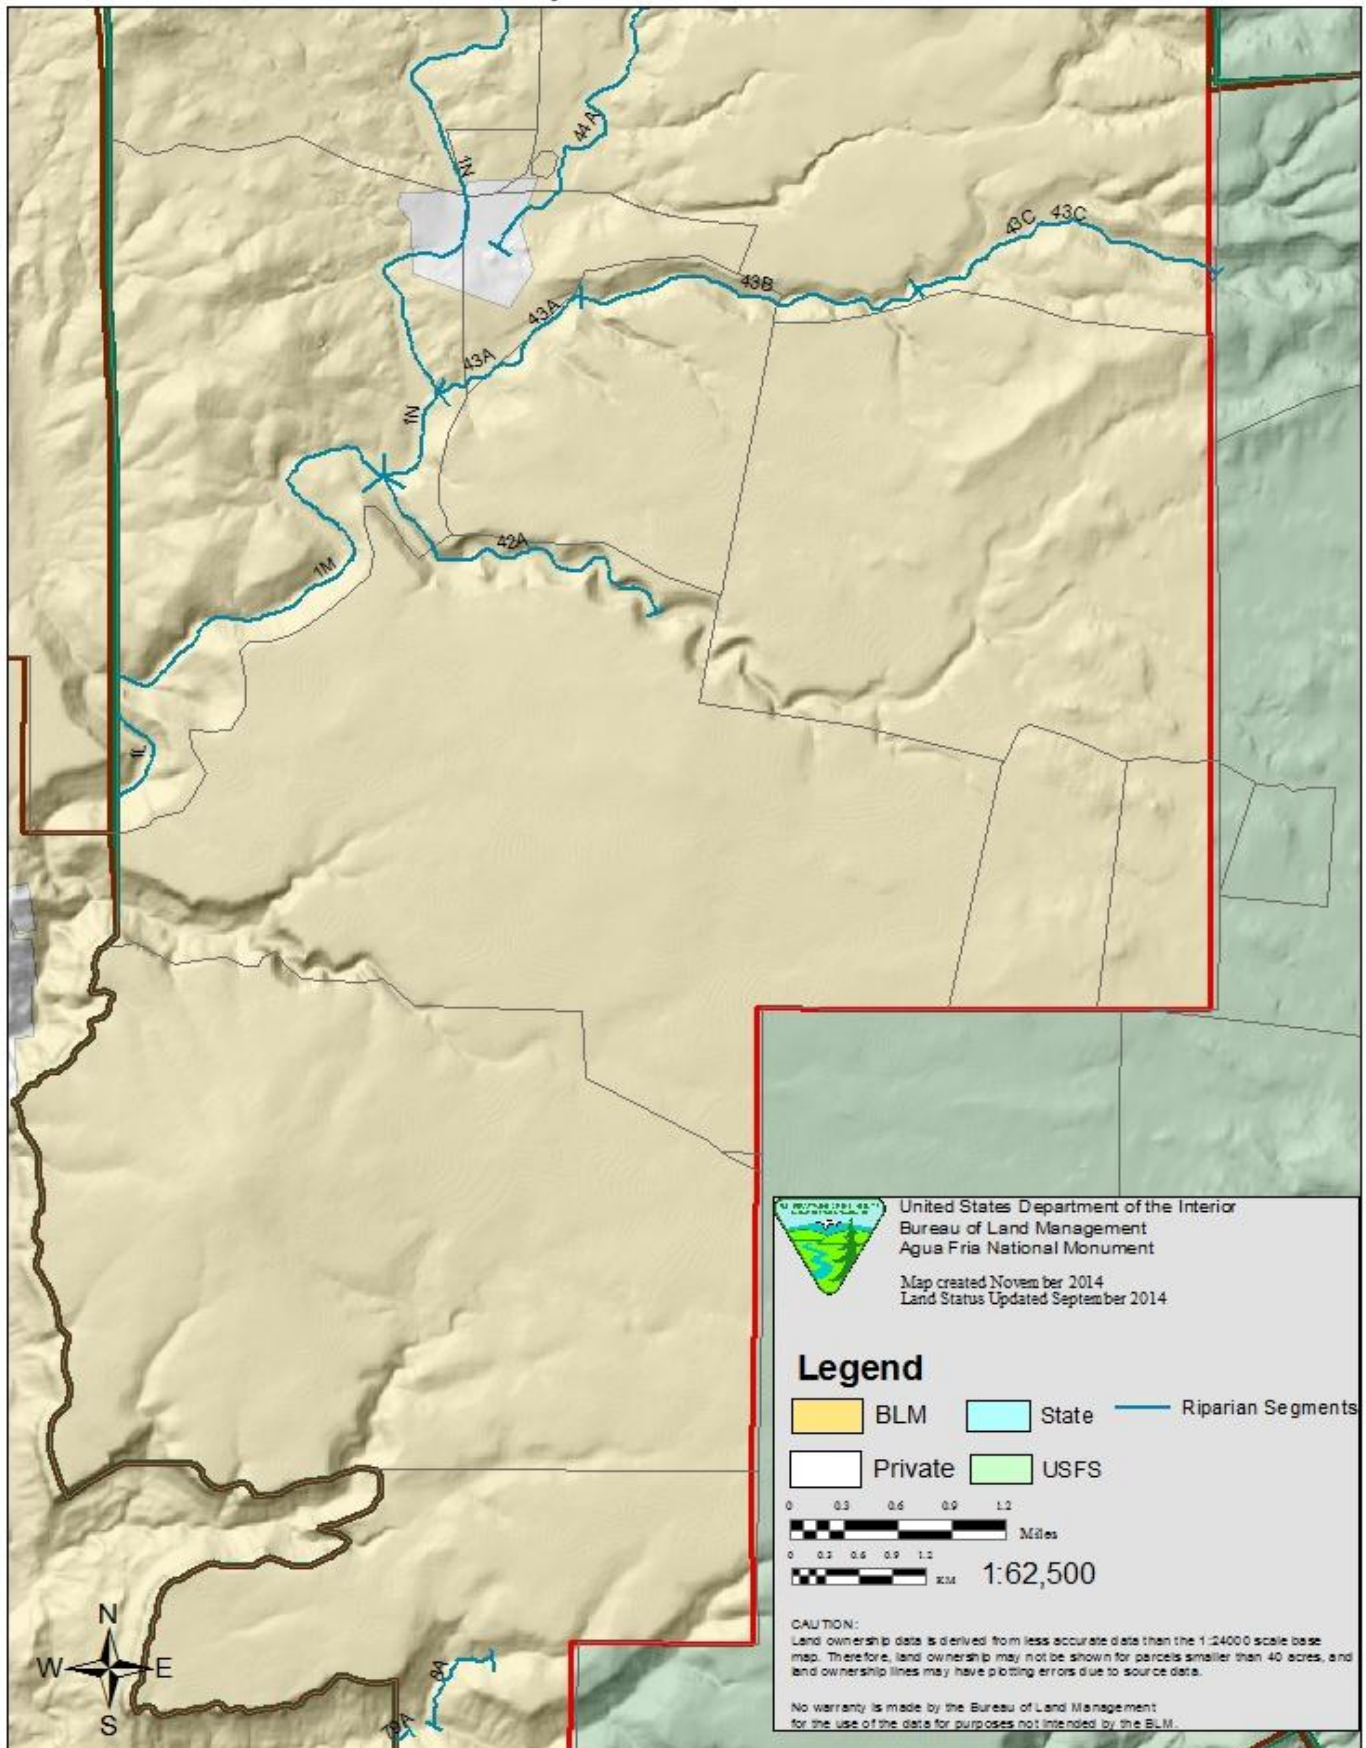 1N
44A
43C
43C
43B
43A
43A
1N
42A
1M
1L
United States Department of the Interior
Bureau of Land Management
Agua Fria National Monument
Map created November 2014
Land Status Updated September 2014
Legend
BLM
State
Riparian Segments
Private
USFS
0 0.3 0.6 0.9 1.2
Miles
0 0.3 0.6 0.9 1.2
KM
1:62,500
CAUTION:
Land ownership data is derived from less accurate data than the 1:24000 scale base
map. Therefore, land ownership may not be shown for parcels smaller than 40 acres, and
land ownership lines may have plotting errors due to source data.
No warranty is made by the Bureau of Land Management
for the use of the data for purposes not intended by the BLM.
N
W
E
S
8A
79A